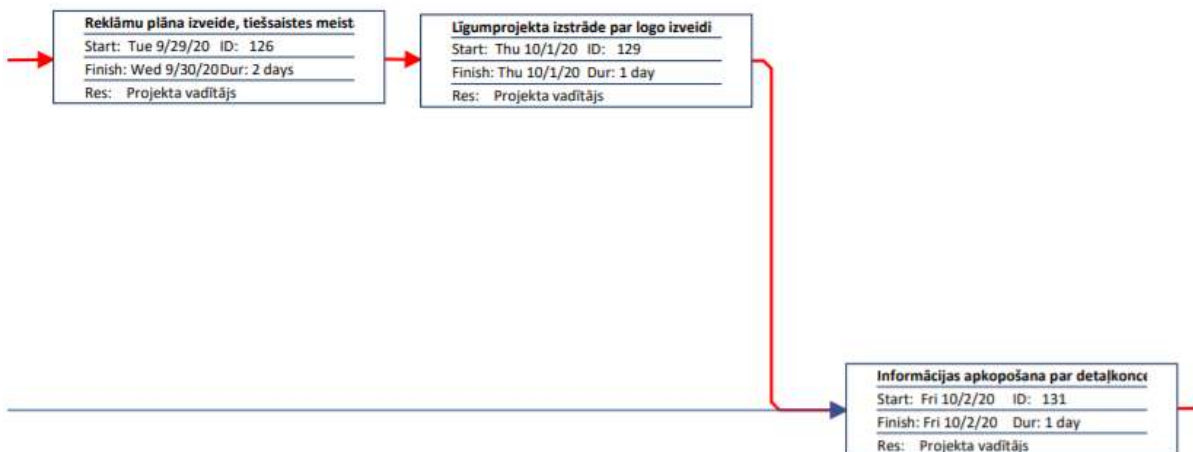 Reklāmu plāna izveide, tiešsaistes meist
Start: Tue 9/29/20 ID: 126
Finish: Wed 9/30/20Dur: 2 days
Res: Projekta vadītājs
Līgumprojekta izstrāde par logo izveidi
Start: Thu 10/1/20 ID: 129
Finish: Thu 10/1/20 Dur: 1 day
Res: Projekta vadītājs
Informācijas apkopošana par detaļkonce
Start: Fri 10/2/20 ID: 131
Finish: Fri 10/2/20 Dur: 1 day
Res: Projekta vadītājs